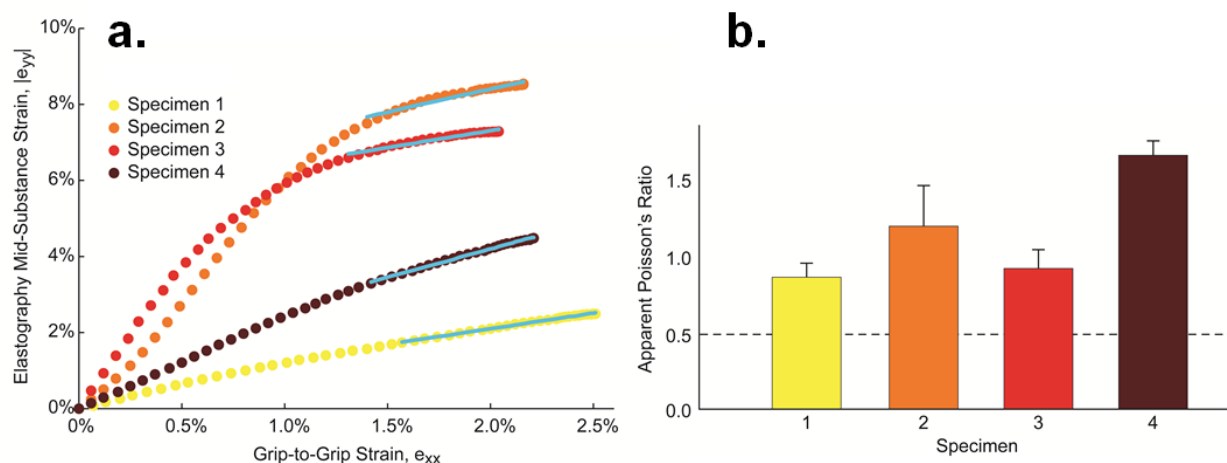 a.
10%
8%
6%
4%
2%
0%
Elastography Mid-Substance Strain, |eyy|
Specimen 1
Specimen 2
Specimen 3
Specimen 4
0% 0.5% 1.0% 1.5% 2.0% 2.5%
Grip-to-Grip Strain, exx
b.
1.5
1.0
0.5
0.0
Apparent Poisson's Ratio
1 2 3 4
Specimen